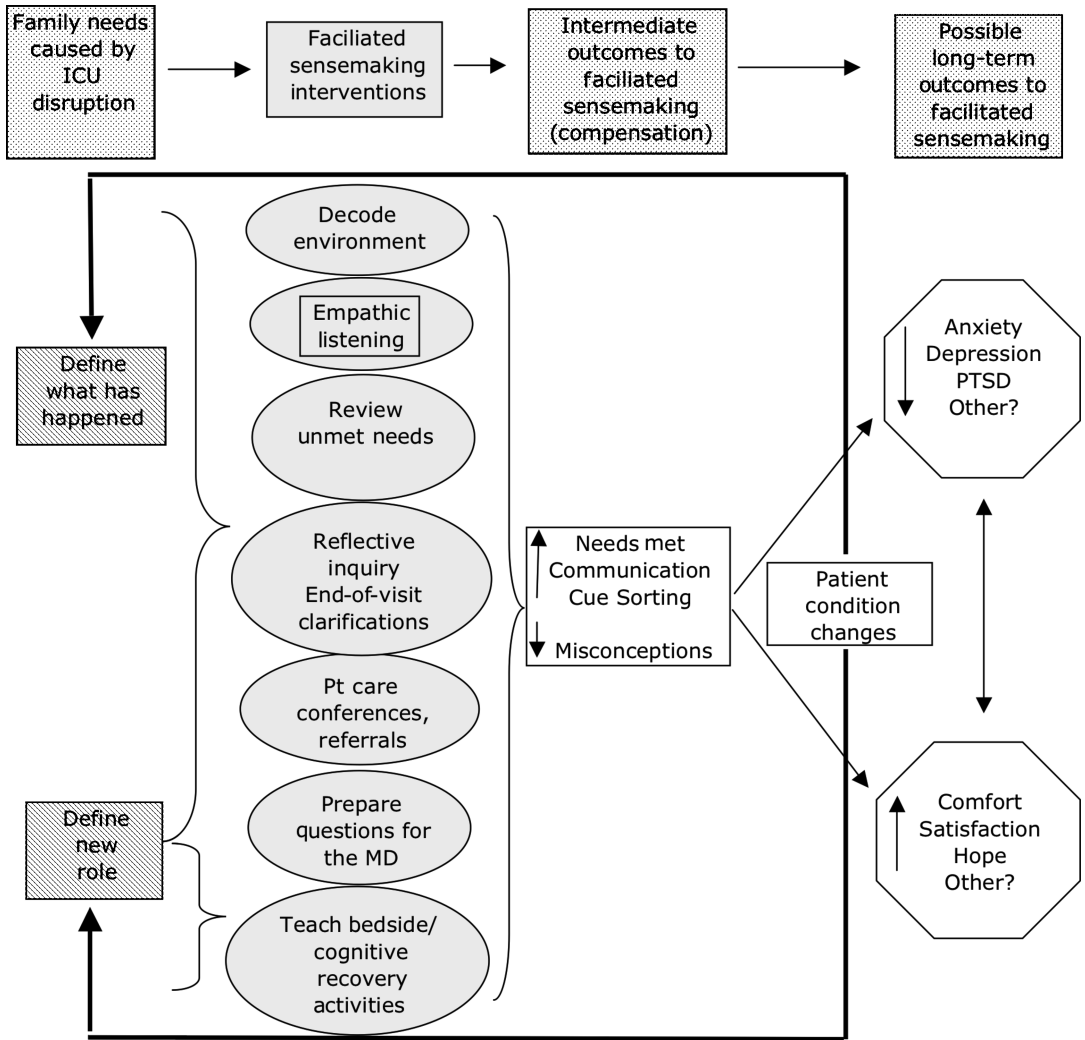 Family needs
caused by
ICU
disruption
Faciliated
sensemaking
interventions
Intermediate
outcomes to
faciliated
sensemaking
(compensation)
Possible
long-term
outcomes to
facilitated
sensemaking
Define
what has
happened
Define
new
role
Decode
environment
Empathic
listening
Review
unmet needs
Reflective
inquiry
End-of-visit
clarifications
Pt care
conferences,
referrals
Prepare
questions for
the MD
Teach bedside/
cognitive
recovery
activities
Needs met
Communication
Cue Sorting
Misconceptions
Patient
condition
changes
Anxiety
Depression
PTSD
Other?
Comfort
Satisfaction
Hope
Other?